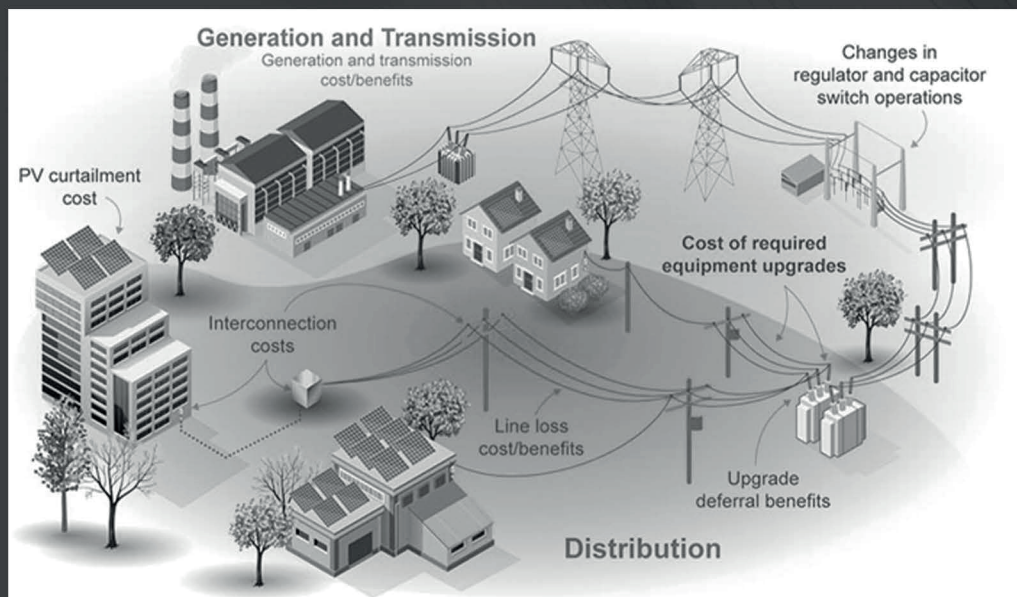 Generation and Transmission
Generation and transmission
cost/benefits
Changes in
regulator and capacitor
switch operations
PV curtailment
cost
Cost of required
equipment upgrades
Interconnection
costs
Line loss
cost/benefits
Upgrade
deferral benefits
Distribution